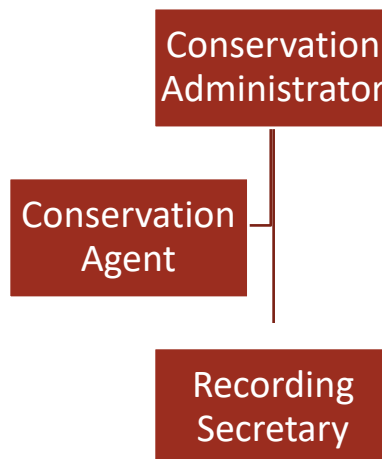 Conservation
Administrator
Conservation
Agent
Recording
Secretary